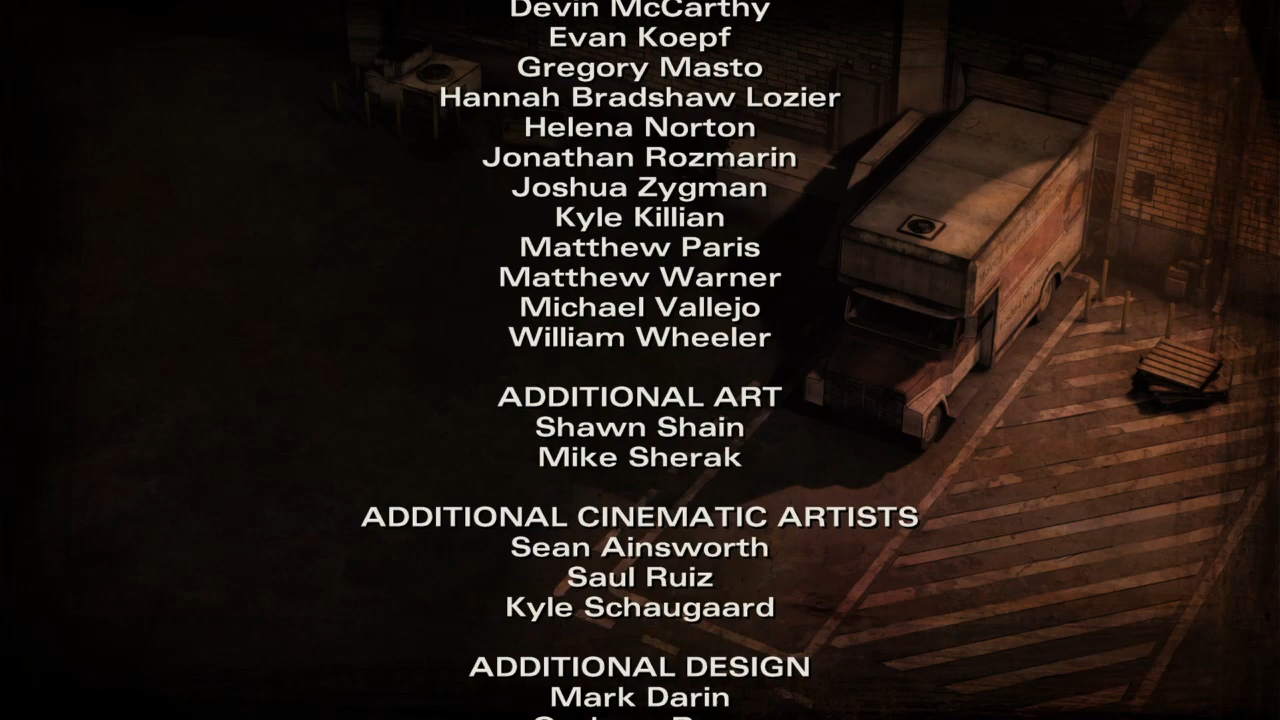 Devin McCarthy
Evan Koepf
Gregory Masto
Hannah Bradshaw Lozier
Helena Norton
Jonathan Rozmarin
Joshua Zygman
Kyle Killian
Matthew Paris
Matthew Warner
Michael Vallejo
William Wheeler
ADDITIONAL ART
Shawn Shain
Mike Sherak
ADDITIONAL CINEMATIC ARTISTS
Sean Ainsworth
Saul Ruiz
Kyle Schaugaard
ADDITIONAL DESIGN
Mark Darin